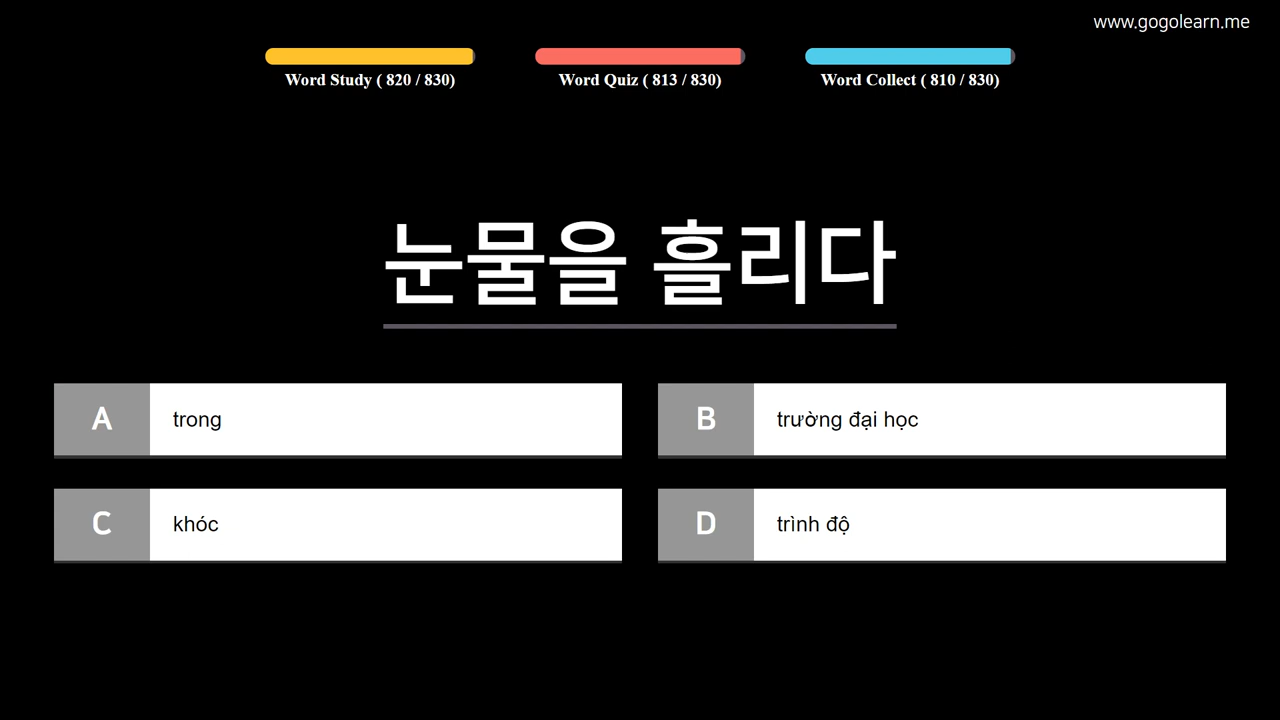 www.gogolearn.me
Word Study ( 820 / 830)
Word Quiz ( 813 / 830)
Word Collect ( 810 / 830)
눈물을 흘리다
A trong
B trường đại học
C khóc
D trình độ